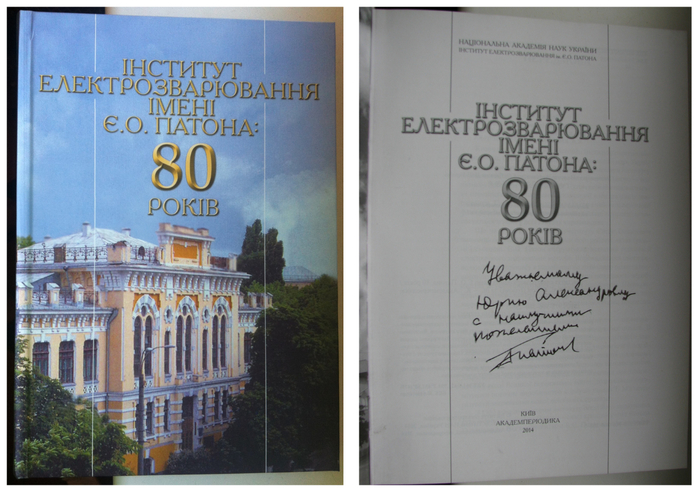 ІНСТИТУТ
ЕЛЕКТРОЗВАРЮВАННЯ
ІМЕНІ
Є.О. ПАТОНА:
80
РОКІВ
НАЦІОНАЛЬНА АКАДЕМІЯ НАУК УКРАЇНИ
ІНСТИТУТ ЕЛЕКТРОЗВАРЮВАННЯ ім. Є.О. ПАТОНА
ІНСТИТУТ
ЕЛЕКТРОЗВАРЮВАННЯ
ІМЕНІ
Є.О. ПАТОНА:
80
РОКІВ
Уважаемому
Юрию Александровичу
с наилучшими
пожеланиями
КИЇВ
АКАДЕМПЕРІОДИКА
2014